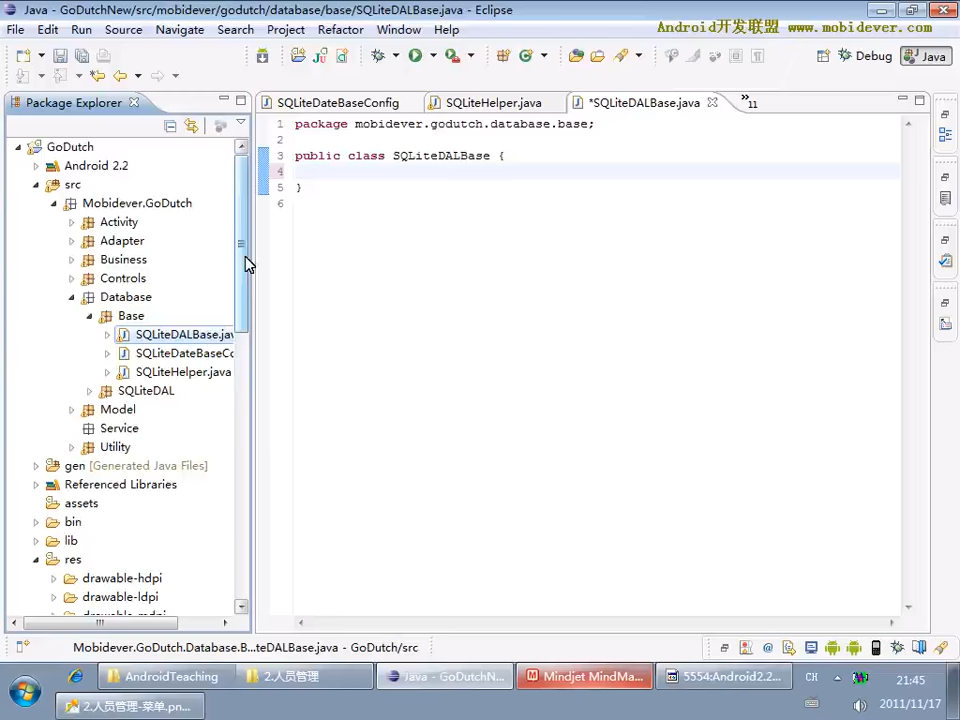 Java - GoDutchNew/src/mobidever/godutch/database/base/SQLiteDALBase.java - Eclipse
File Edit Run Source Navigate Search Project Refactor Window Help
Android开发联盟 www.mobidever.com
Debug
Java
Package Explorer
SQLiteDateBaseConfig
SQLiteHelper.java
*SQLiteDALBase.java
»11
1 package mobidever.godutch.database.base;
2
3 public class SQLiteDALBase {
4
5 }
6
GoDutch
Android 2.2
src
Mobidever.GoDutch
Activity
Adapter
Business
Controls
Database
Base
SQLiteDALBase.jav
SQLiteDateBaseCo
SQLiteHelper.java
SQLiteDAL
Model
Service
Utility
gen [Generated Java Files]
Referenced Libraries
assets
bin
lib
res
drawable-hdpi
drawable-ldpi
Mobidever.GoDutch.Database.B...teDALBase.java - GoDutch/src
AndroidTeaching
2.人员管理
Java - GoDutchN...
Mindjet MindMa...
5554:Android2.2...
CH
21:45
2.人员管理-菜单.pn...
2011/11/17